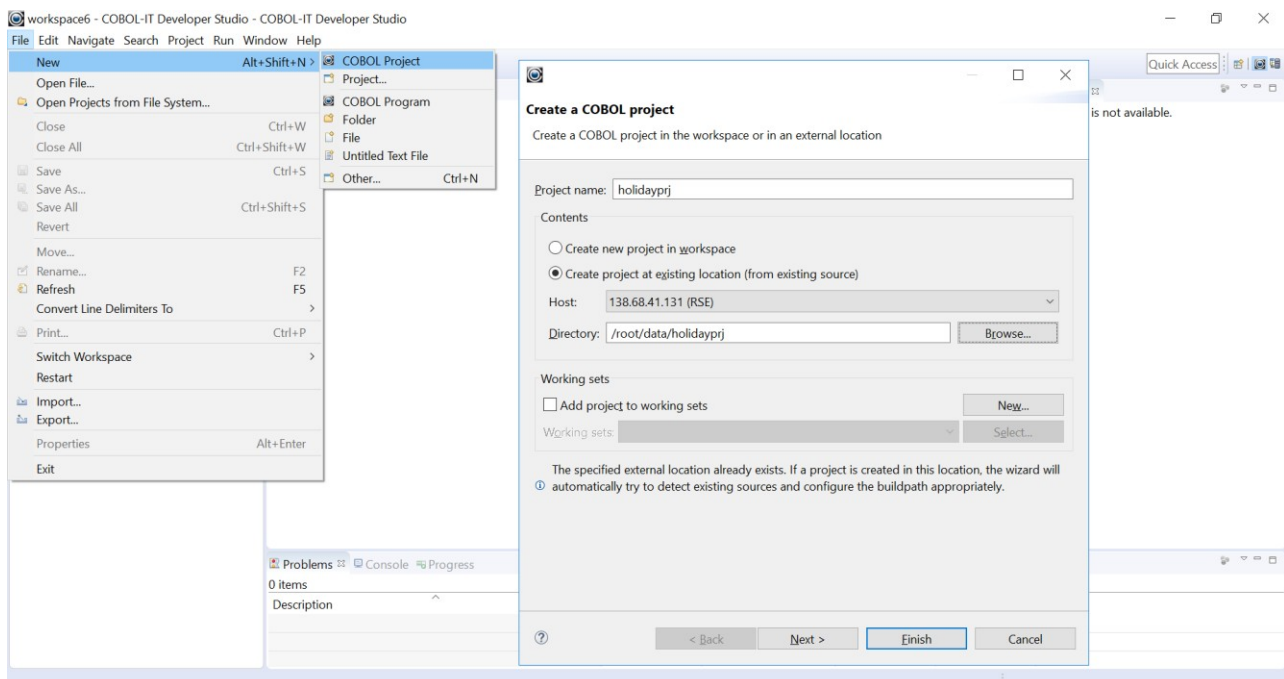 workspace6 - COBOL-IT Developer Studio - COBOL-IT Developer Studio
File Edit Navigate Search Project Run Window Help
New Alt+Shift+N >
Open File...
Open Projects from File System...
Close Ctrl+W
Close All Ctrl+Shift+W
Save Ctrl+S
Save As...
Save All Ctrl+Shift+S
Revert
Move...
Rename... F2
Refresh F5
Convert Line Delimiters To >
Print... Ctrl+P
Switch Workspace >
Restart
Import...
Export...
Properties Alt+Enter
Exit
COBOL Project
Project...
COBOL Program
Folder
File
Untitled Text File
Other... Ctrl+N
Quick Access
is not available.
Create a COBOL project
Create a COBOL project in the workspace or in an external location
Project name: holidayprj
Contents
Create new project in workspace
Create project at existing location (from existing source)
Host: 138.68.41.131 (RSE)
Directory: /root/data/holidayprj Browse...
Working sets
Add project to working sets New...
Working sets: Select...
The specified external location already exists. If a project is created in this location, the wizard will
automatically try to detect existing sources and configure the buildpath appropriately.
< Back Next > Finish Cancel
Problems Console Progress
0 items
Description